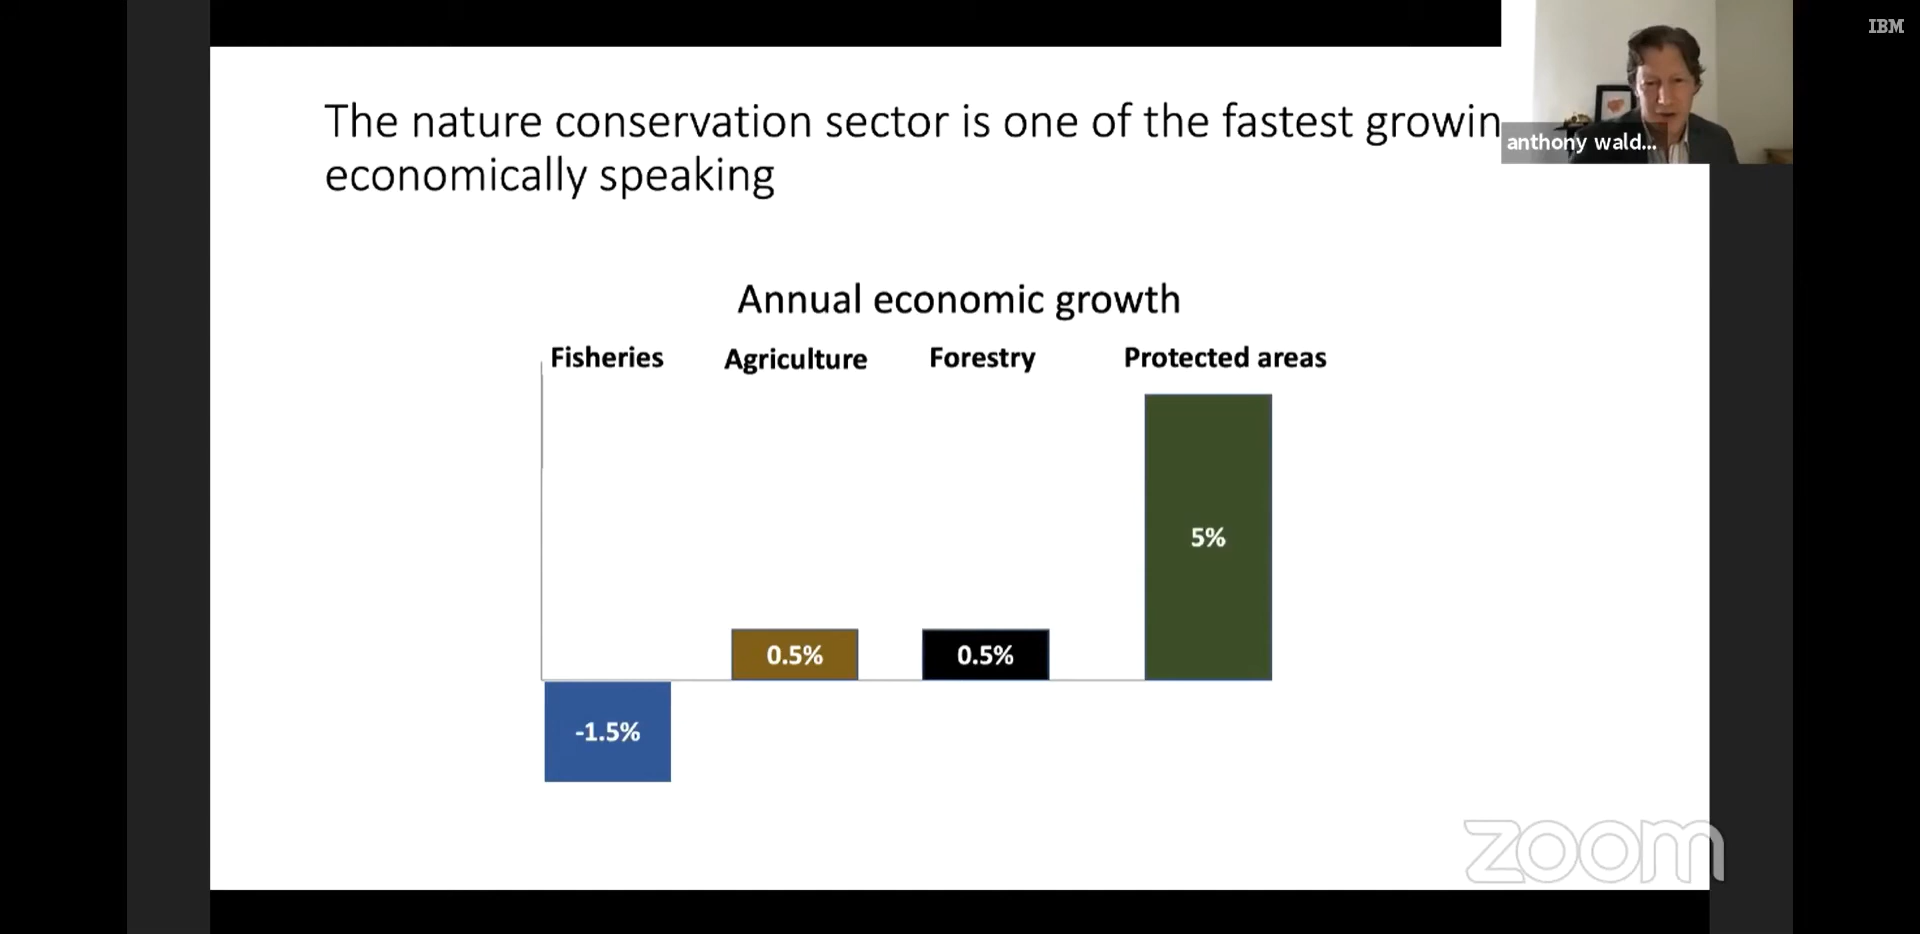 IBM
The nature conservation sector is one of the fastest growin
economically speaking
anthony wald...
Annual economic growth
Fisheries Agriculture Forestry Protected areas
5%
0.5% 0.5%
-1.5%
zoom